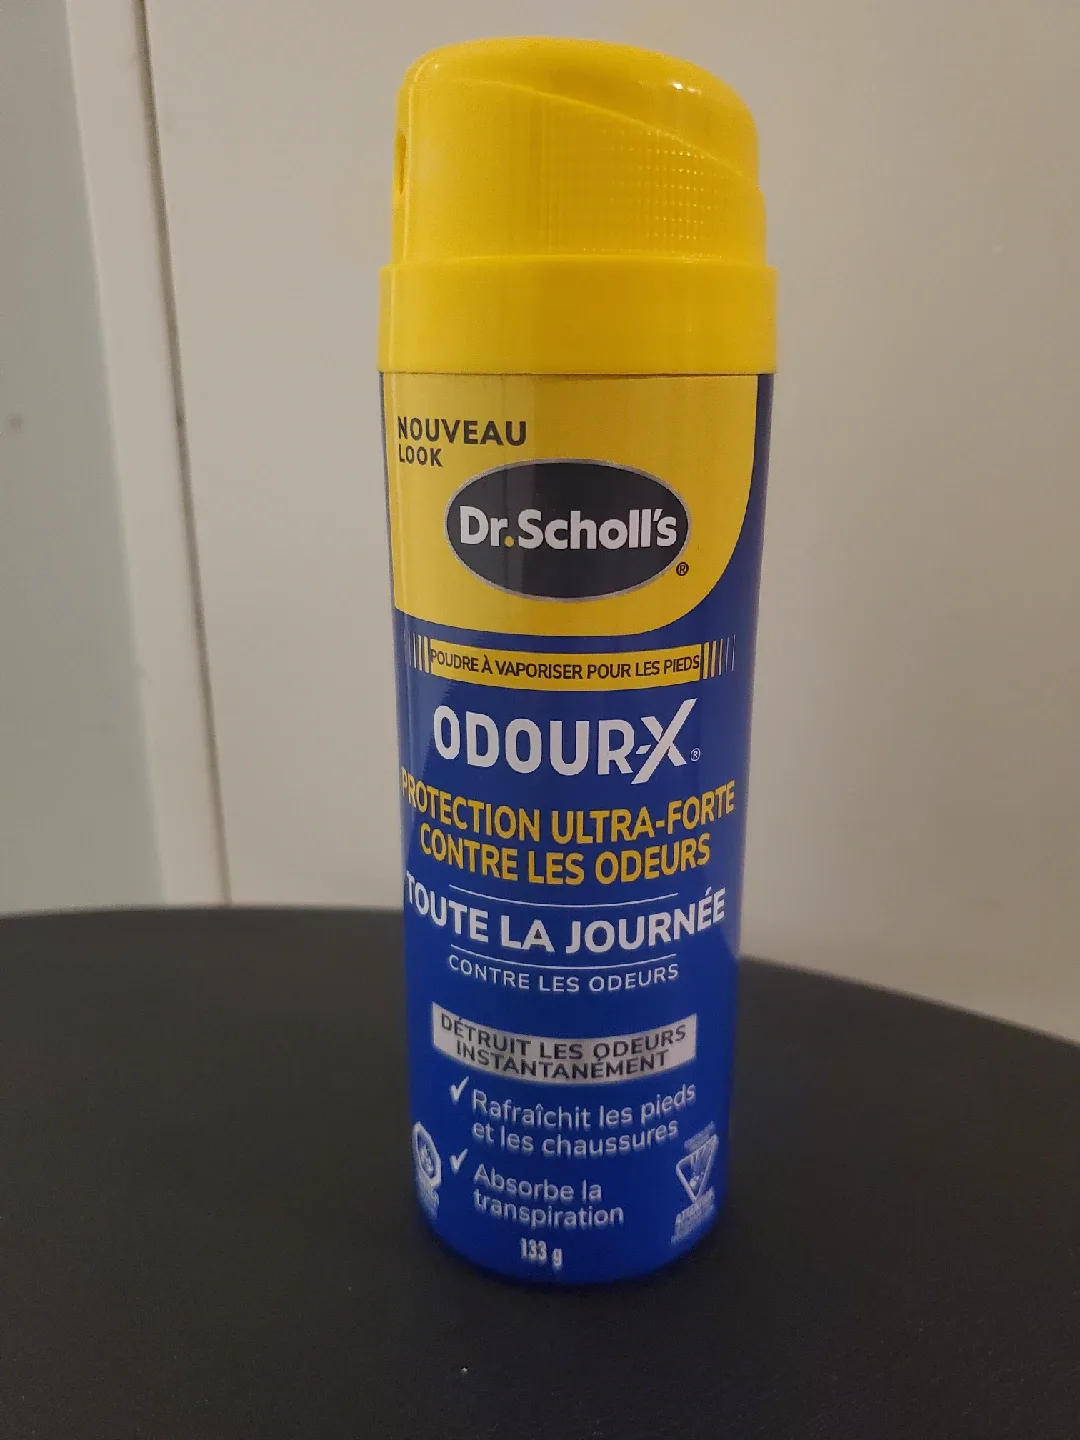 NOUVEAU
LOOK
Dr.Scholl's
®
POUDRE À VAPORISER POUR LES PIEDS
ODOUR-X®
PROTECTION ULTRA-FORTE
CONTRE LES ODEURS
TOUTE LA JOURNÉE
CONTRE LES ODEURS
DÉTRUIT LES ODEURS
INSTANTANÉMENT
✓ Rafraîchit les pieds
et les chaussures
✓ Absorbe la
transpiration
133 g